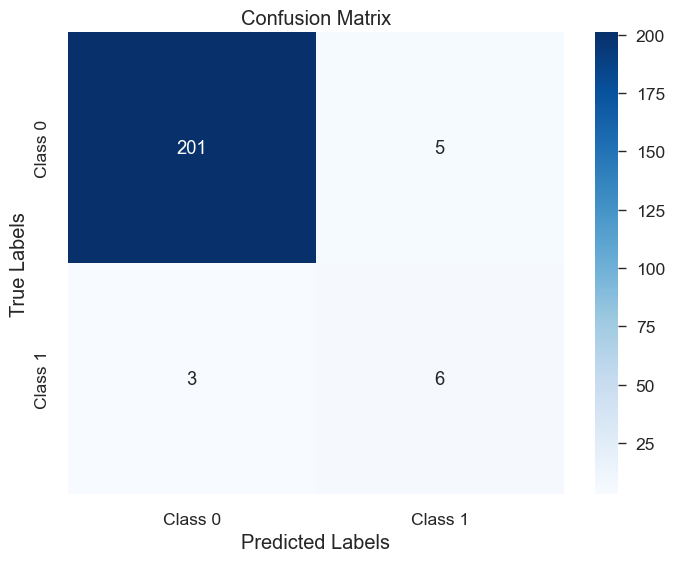 Confusion Matrix
True Labels
Class 0
Class 1
201
5
3
6
Class 0
Class 1
Predicted Labels
200
175
150
125
100
75
50
25